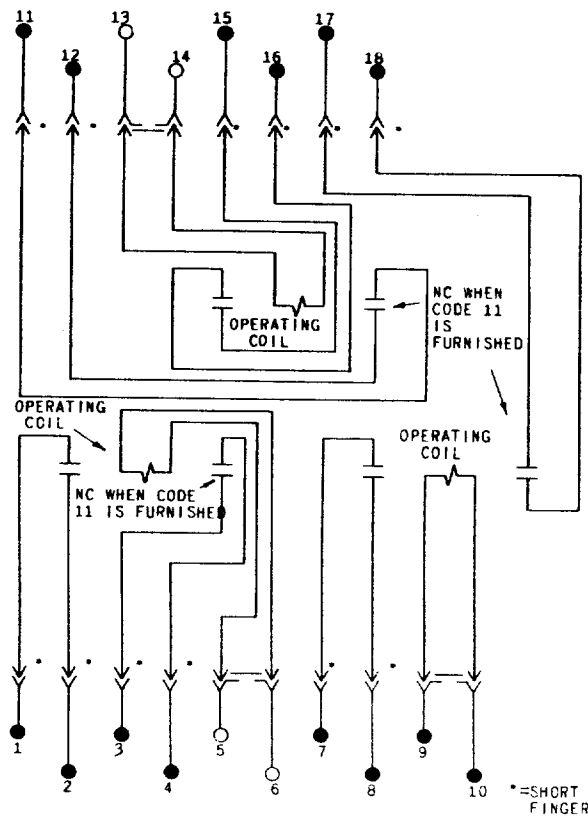 11
13
15
17
12
14
16
18
NC WHEN
CODE 11
IS
FURNISHED
OPERATING
COIL
OPERATING
COIL
OPERATING
COIL
NC WHEN CODE
11 IS FURNISHED
1
3
5
7
9
2
4
6
8
10
*=SHORT
FINGER